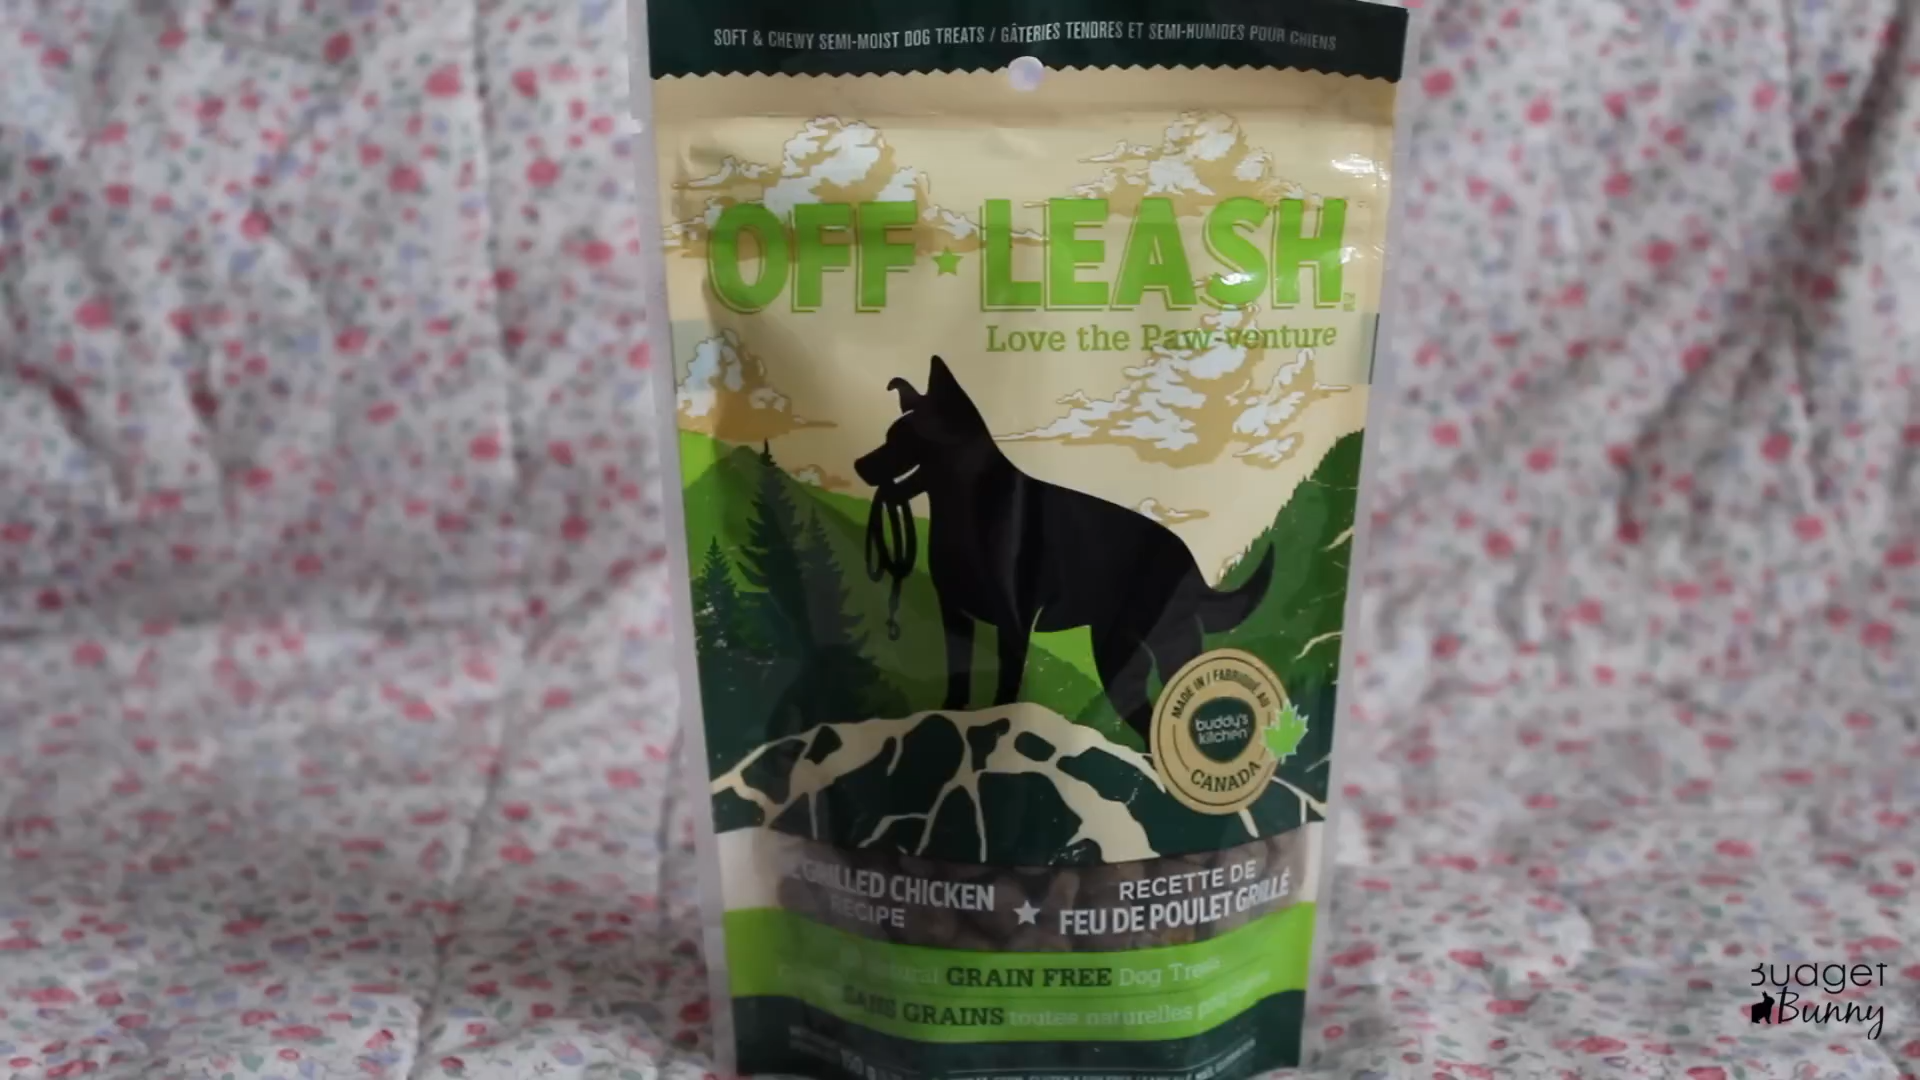 SOFT & CHEWY SEMI-MOIST DOG TREATS / GÂTERIES TENDRES ET SEMI-HUMIDES POUR CHIENS
OFF ★ LEASH
Love the Paw-venture
MADE IN / FABRIQUÉ AU
buddy's
kitchen
CANADA
GRILLED CHICKEN
RECIPE
★
RECETTE DE
FEU DE POULET GRILLÉ
GRAIN FREE Dog Treats
SANS GRAINS toutes naturelles
Budget
Bunny